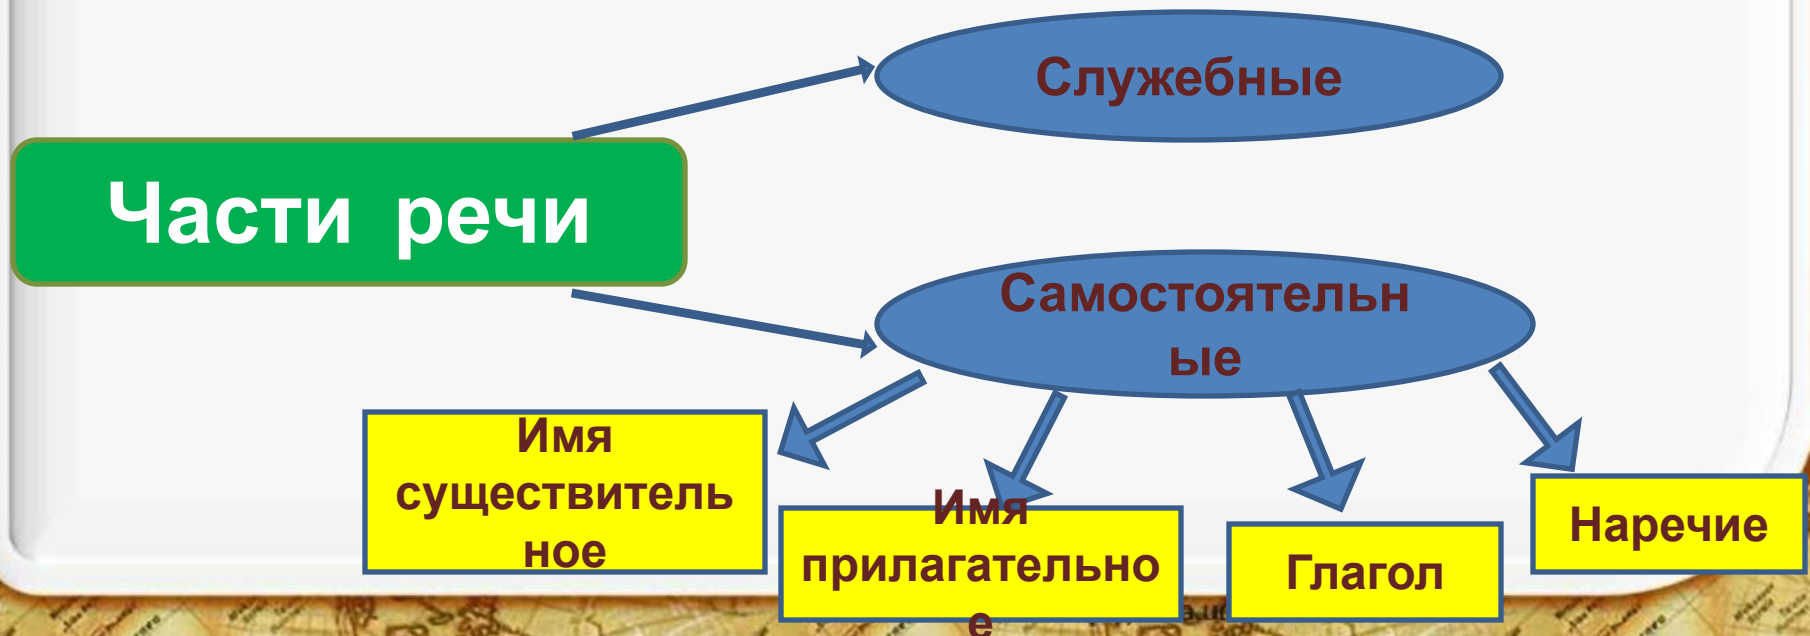 Служебные
Части речи
Самостоятельн
ые
Имя
существитель
ное
Имя
прилагательно
е
Глагол
Наречие